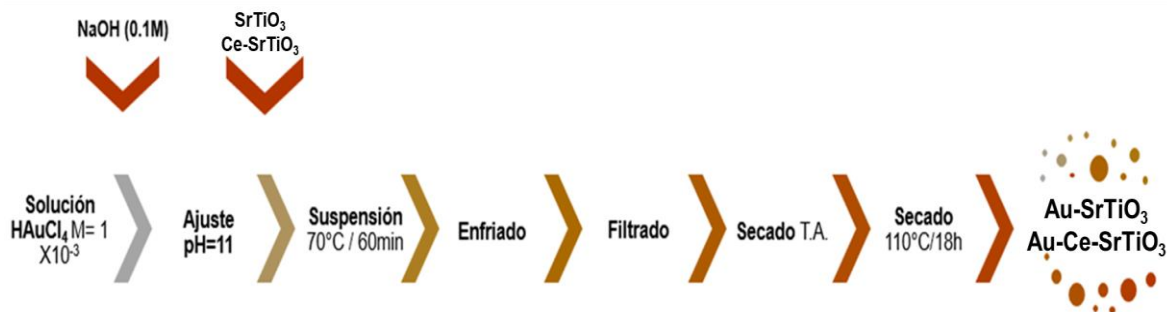 NaOH (0.1M)
SrTiO₃
Ce-SrTiO₃
Solución
HAuCl₄ M= 1
X10⁻³
Ajuste
pH=11
Suspensión
70°C / 60min
Enfriado
Filtrado
Secado T.A.
Secado
110°C/18h
Au-SrTiO₃
Au-Ce-SrTiO₃